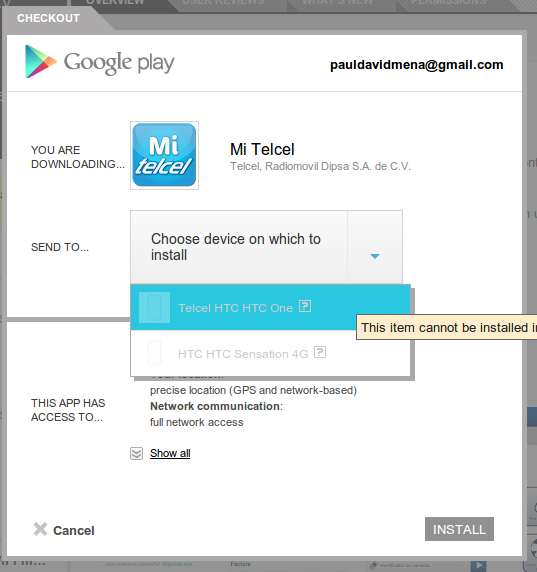 OVERVIEW USER REVIEWS WHAT'S NEW PERMISSIONS
CHECKOUT
Google play
pauldavidmena@gmail.com
YOU ARE
DOWNLOADING...
Mi
telcel
Mi Telcel
Telcel, Radiomovil Dipsa S.A. de C.V.
SEND TO...
Choose device on which to
install
Telcel HTC HTC One ?
This item cannot be installed i
HTC HTC Sensation 4G ?
Your location:
precise location (GPS and network-based)
THIS APP HAS
ACCESS TO...
Network communication:
full network access
Show all
Cancel
INSTALL
Factura